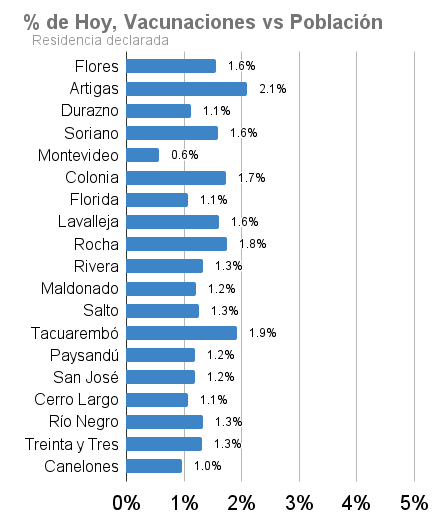 % de Hoy, Vacunaciones vs Población
Residencia declarada
Flores 1.6%
Artigas 2.1%
Durazno 1.1%
Soriano 1.6%
Montevideo 0.6%
Colonia 1.7%
Florida 1.1%
Lavalleja 1.6%
Rocha 1.8%
Rivera 1.3%
Maldonado 1.2%
Salto 1.3%
Tacuarembó 1.9%
Paysandú 1.2%
San José 1.2%
Cerro Largo 1.1%
Río Negro 1.3%
Treinta y Tres 1.3%
Canelones 1.0%
0% 1% 2% 3% 4% 5%